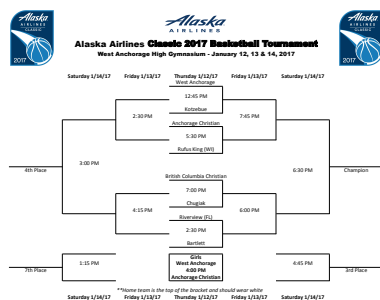 Alaska
AIRLINES
CLASSIC
2017
Alaska
AIRLINES
Alaska
AIRLINES
CLASSIC
2017
Alaska Airlines Classic 2017 Basketball Tournament
West Anchorage High Gymnasium - January 12, 13 & 14, 2017
Saturday 1/14/17 Friday 1/13/17 Thursday 1/12/17 Friday 1/13/17 Saturday 1/14/17
West Anchorage
12:45 PM
Kotzebue
2:30 PM 7:45 PM
Anchorage Christian
5:30 PM
Rufus King (WI)
3:00 PM 6:30 PM
4th Place Champion
British Columbia Christian
7:00 PM
Chugiak
4:15 PM 6:00 PM
Riverview (FL)
2:30 PM
Bartlett
Girls
West Anchorage
1:15 PM 4:45 PM
4:00 PM
7th Place 3rd Place
Anchorage Christian
**Home team is the top of the bracket and should wear white
Saturday 1/14/17 Friday 1/13/17 Thursday 1/12/17 Friday 1/13/17 Saturday 1/14/17